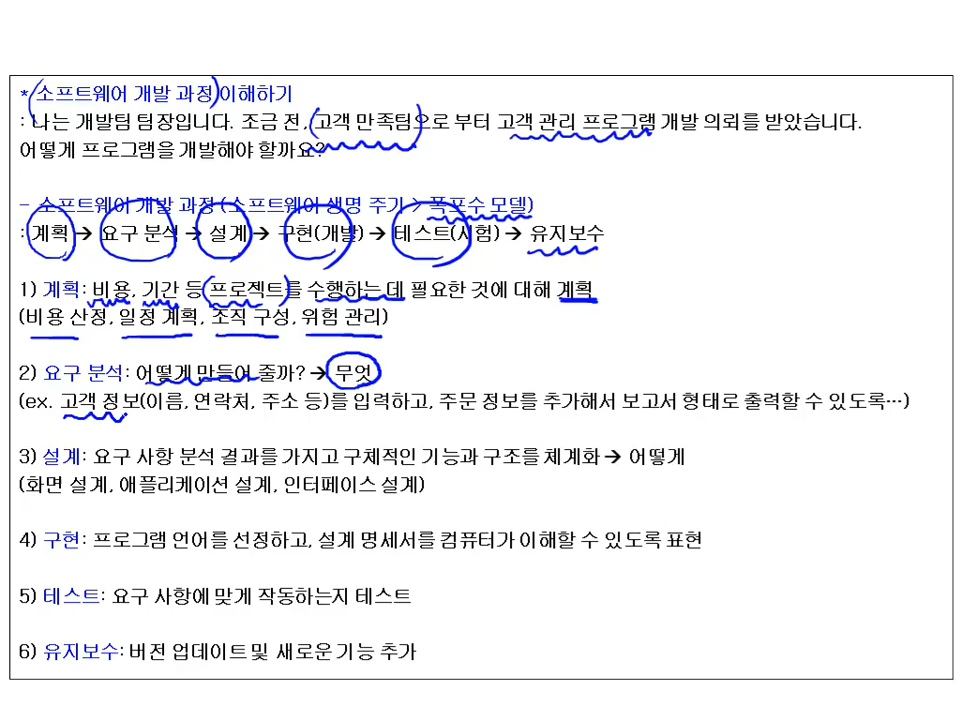 * 소프트웨어 개발 과정 이해하기
: 나는 개발팀 팀장입니다. 조금 전, 고객 만족팀으로 부터 고객 관리 프로그램 개발 의뢰를 받았습니다.
어떻게 프로그램을 개발해야 할까요?
- 소프트웨어 개발 과정 (소프트웨어 생명 주기 > 폭포수 모델)
: 계획 → 요구 분석 → 설계 → 구현(개발) → 테스트(시험) → 유지보수
1) 계획: 비용, 기간 등 프로젝트를 수행하는 데 필요한 것에 대해 계획
(비용 산정, 일정 계획, 조직 구성, 위험 관리)
2) 요구 분석: 어떻게 만들어 줄까? → 무엇
(ex. 고객 정보(이름, 연락처, 주소 등)를 입력하고, 주문 정보를 추가해서 보고서 형태로 출력할 수 있도록…)
3) 설계: 요구 사항 분석 결과를 가지고 구체적인 기능과 구조를 체계화 → 어떻게
(화면 설계, 애플리케이션 설계, 인터페이스 설계)
4) 구현: 프로그램 언어를 선정하고, 설계 명세서를 컴퓨터가 이해할 수 있도록 표현
5) 테스트: 요구 사항에 맞게 작동하는지 테스트
6) 유지보수: 버전 업데이트 및 새로운 기능 추가